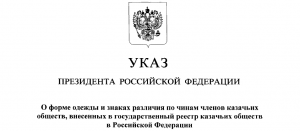 УКАЗ
ПРЕЗИДЕНТА РОССИЙСКОЙ ФЕДЕРАЦИИ
О форме одежды и знаках различия по чинам членов казачьих
обществ, внесенных в государственный реестр казачьих обществ
в Российской Федерации